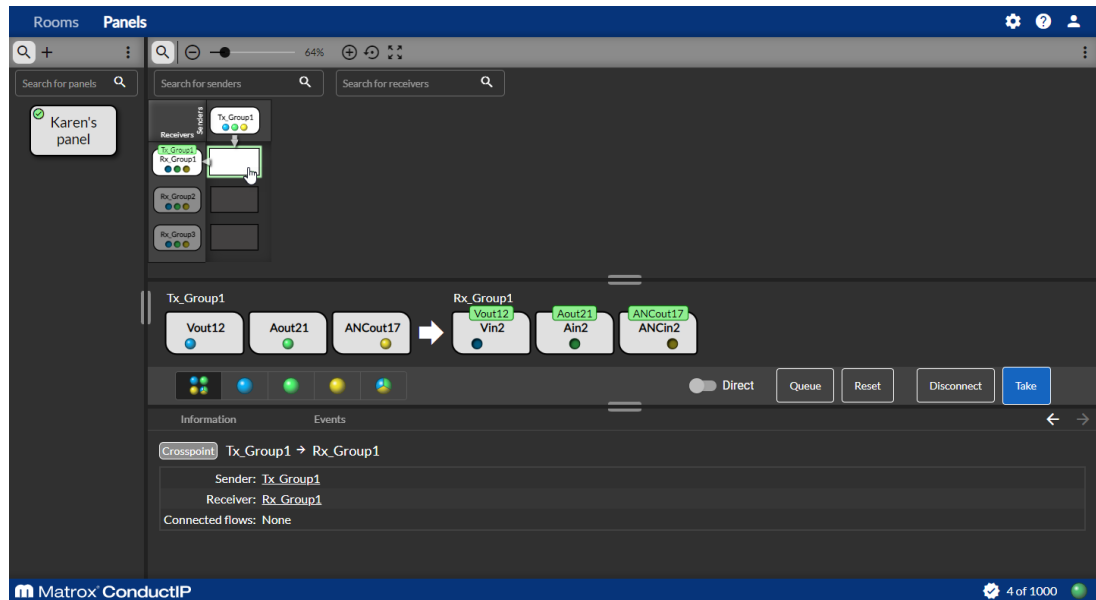 Rooms Panels
64%
Search for panels
Search for senders
Search for receivers
Karen's
panel
Senders
Receivers
Tx_Group1
Tx_Group1
Rx_Group1
Rx_Group2
Rx_Group3
Tx_Group1
Rx_Group1
Vout12
Aout21
ANCout17
Vout12
Vin2
Aout21
Ain2
ANCout17
ANCin2
Direct
Queue
Reset
Disconnect
Take
Information
Events
Crosspoint Tx_Group1 → Rx_Group1
Sender: Tx_Group1
Receiver: Rx_Group1
Connected flows: None
m Matrox® ConductIP
4 of 1000